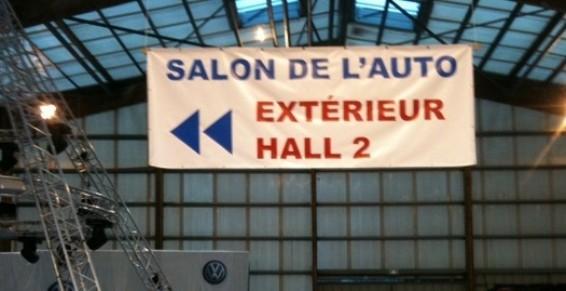 SALON DE L'AUTO
EXTÉRIEUR
HALL 2